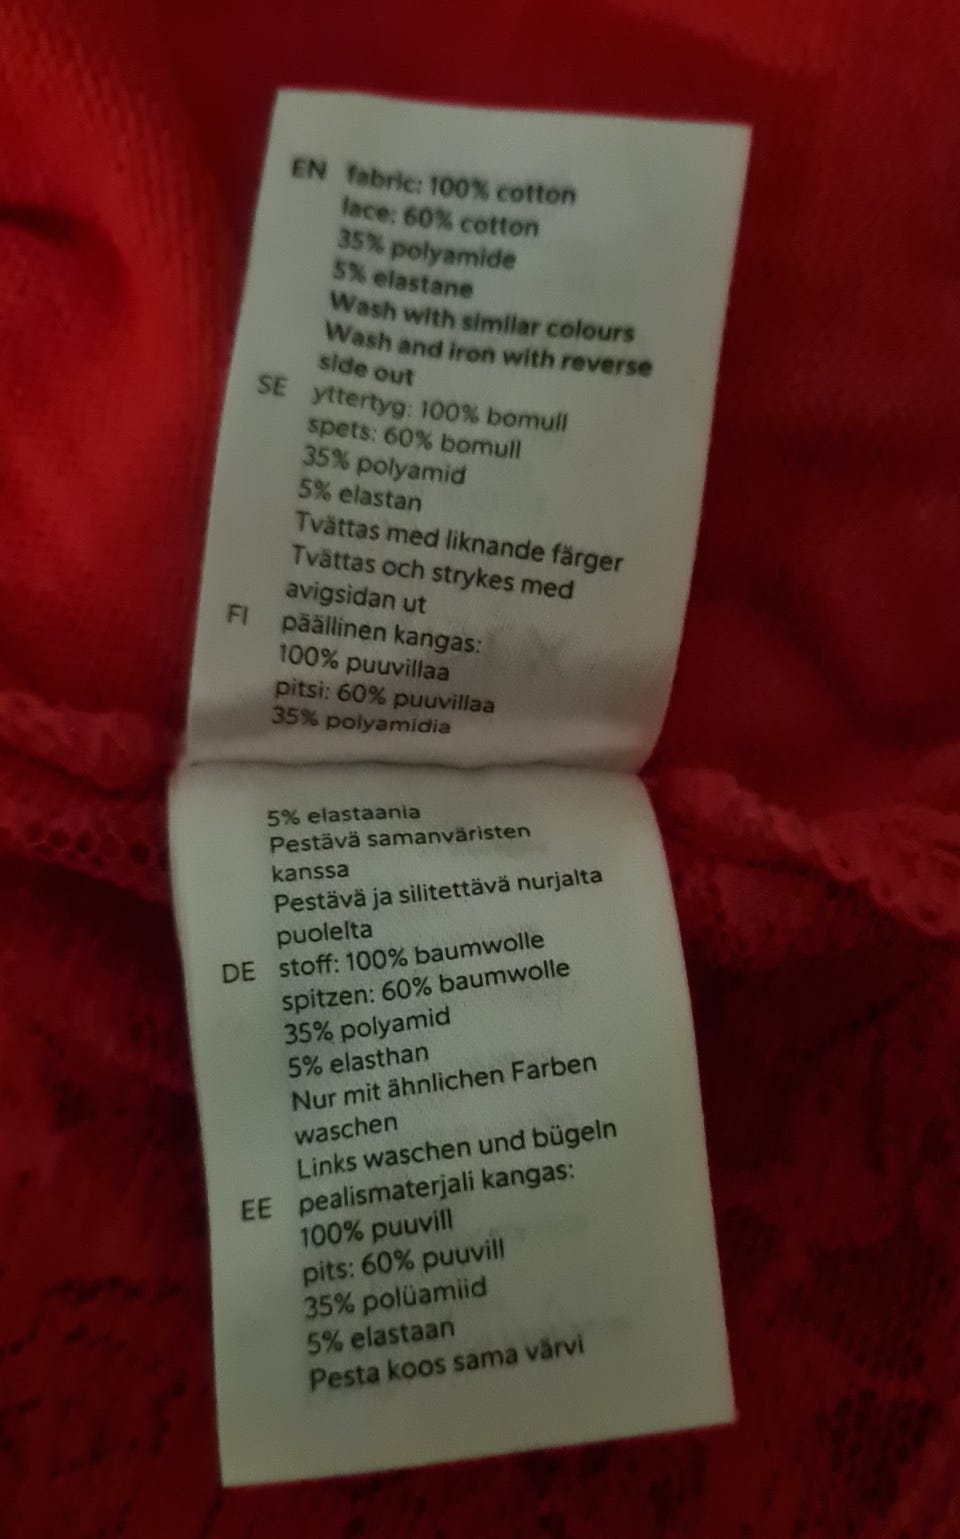 EN fabric: 100% cotton
lace: 60% cotton
35% polyamide
5% elastane
Wash with similar colours
Wash and iron with reverse
side out
SE yttertyg: 100% bomull
spets: 60% bomull
35% polyamid
5% elastan
Tvättas med liknande färger
Tvättas och strykes med
avigsidan ut
FI päällinen kangas:
100% puuvillaa
pitsi: 60% puuvillaa
35% polyamidia
5% elastaania
Pestävä samanväristen
kanssa
Pestävä ja silitettävä nurjalta
puolelta
DE stoff: 100% baumwolle
spitzen: 60% baumwolle
35% polyamid
5% elasthan
Nur mit ähnlichen Farben
waschen
Links waschen und bügeln
EE pealismaterjali kangas:
100% puuvill
pits: 60% puuvill
35% polüamiid
5% elastaan
Pesta koos sama värvi